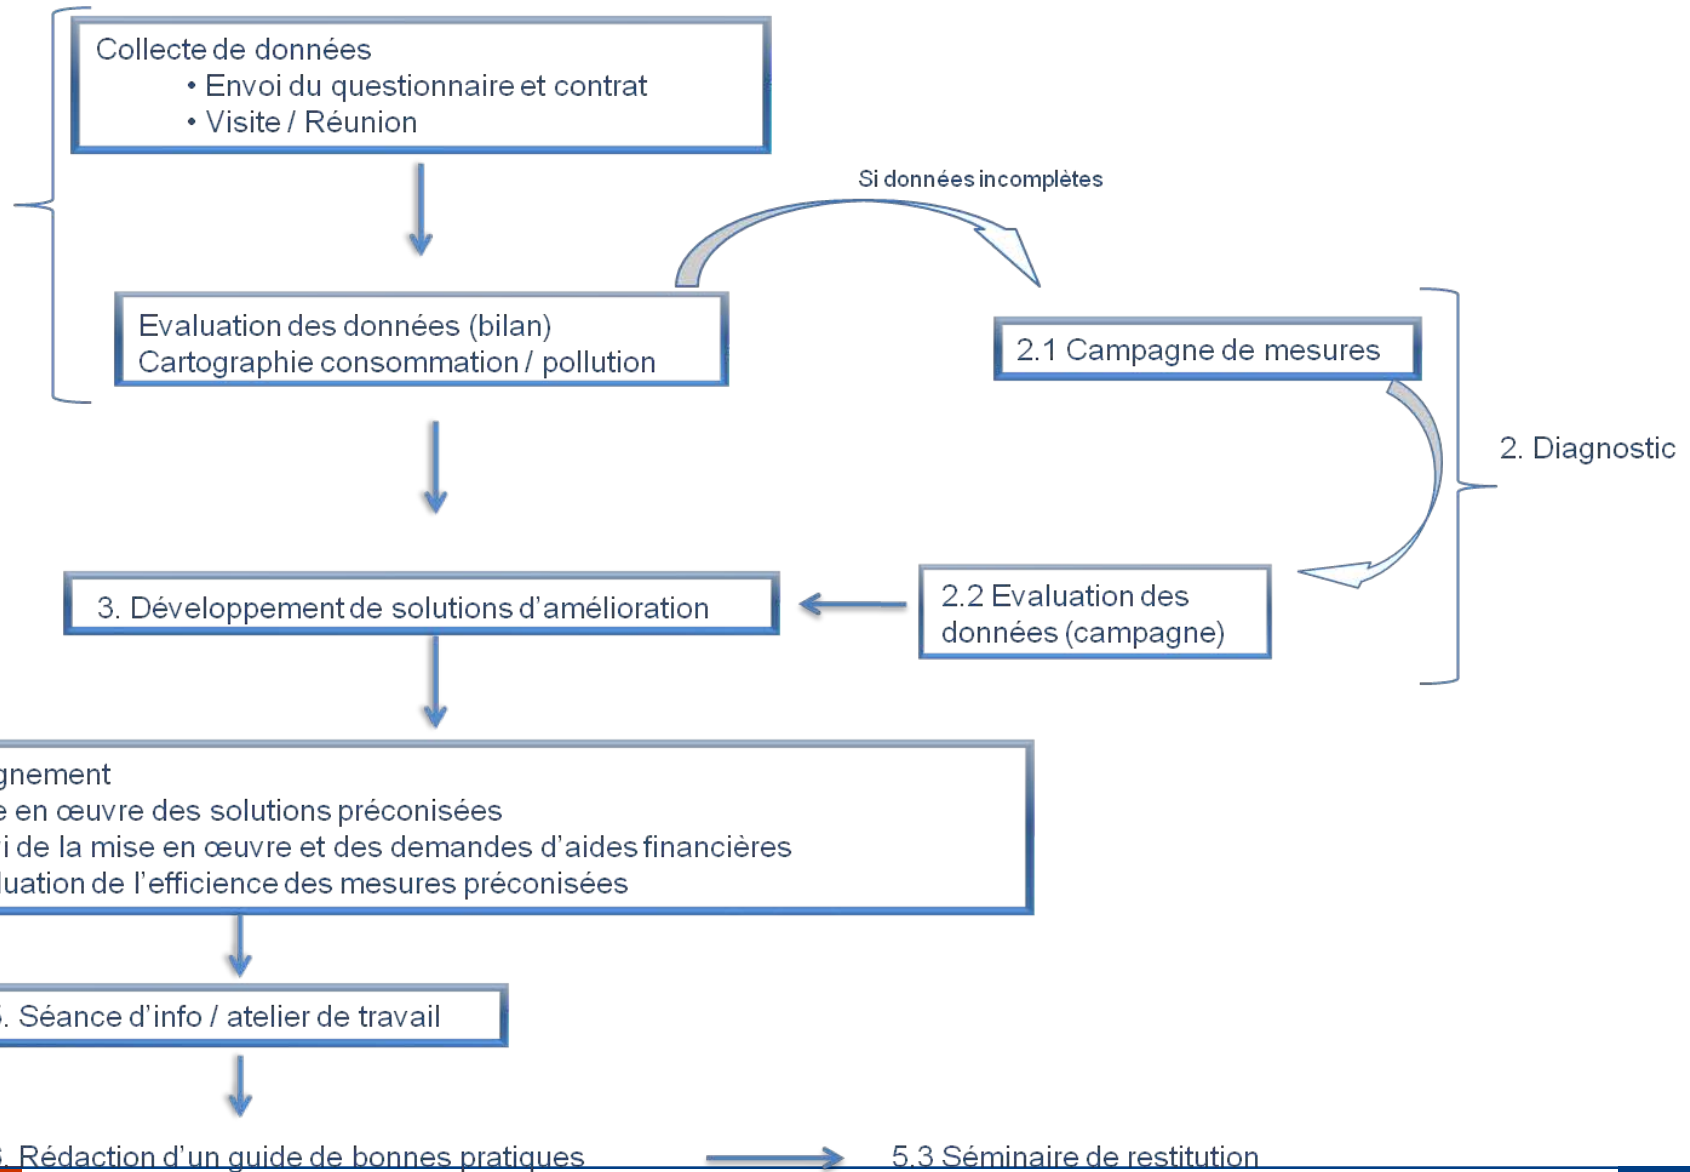 Collecte de données
• Envoi du questionnaire et contrat
• Visite / Réunion
Si données incomplètes
Evaluation des données (bilan)
Cartographie consommation / pollution
2.1 Campagne de mesures
2. Diagnostic
3. Développement de solutions d'amélioration
2.2 Evaluation des
données (campagne)
gnement
e en œuvre des solutions préconisées
i de la mise en œuvre et des demandes d'aides financières
luation de l'efficience des mesures préconisées
5. Séance d'info / atelier de travail
. Rédaction d'un guide de bonnes pratiques
5.3 Séminaire de restitution